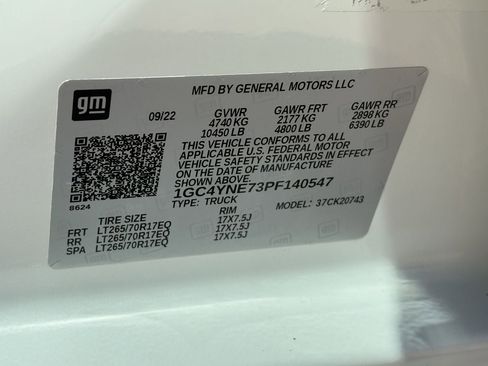 gm
MFD BY GENERAL MOTORS LLC
09/22 GVWR GAWR FRT GAWR RR
4740 KG 2177 KG 2898 KG
10450 LB 4800 LB 6390 LB
THIS VEHICLE CONFORMS TO ALL
APPLICABLE U.S. FEDERAL MOTOR
VEHICLE SAFETY STANDARDS IN EFFECT
ON THE DATE OF MANUFACTURE
SHOWN ABOVE.
1GC4YNE73PF140547
8624
TYPE: TRUCK MODEL: 37CK20743
TIRE SIZE RIM
FRT LT265/70R17EQ 17X7.5J
RR LT265/70R17EQ 17X7.5J
SPA LT265/70R17EQ 17X7.5J